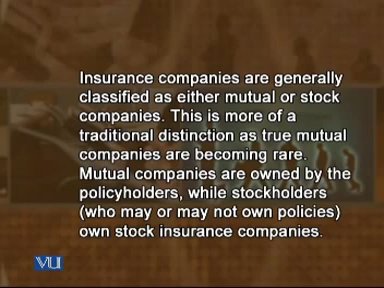 Insurance companies are generally
classified as either mutual or stock
companies. This is more of a
traditional distinction as true mutual
companies are becoming rare.
Mutual companies are owned by the
policyholders, while stockholders
(who may or may not own policies)
own stock insurance companies.
VU